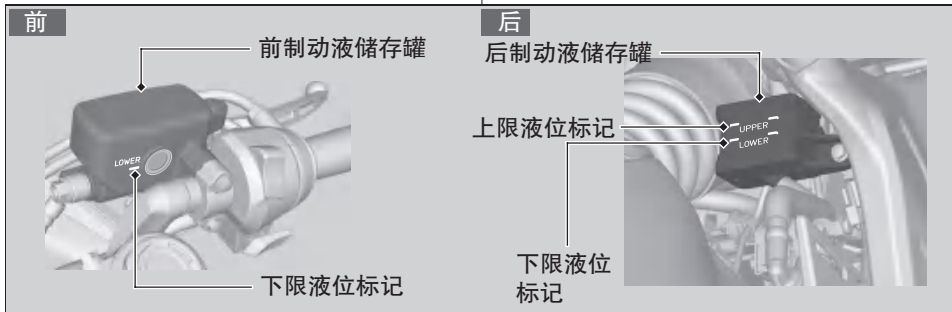 前
前制动液储存罐
LOWER
下限液位标记
后
后制动液储存罐
上限液位标记
UPPER
LOWER
下限液位
标记